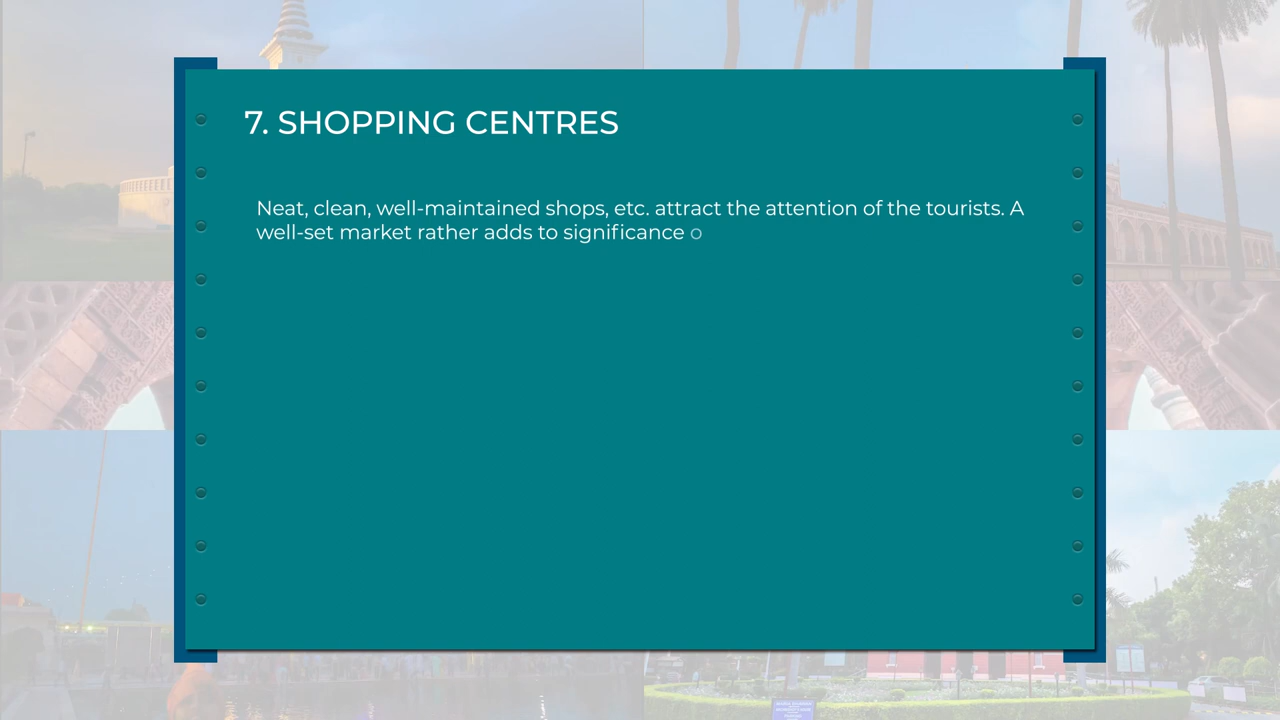 7. SHOPPING CENTRES
Neat, clean, well-maintained shops, etc. attract the attention of the tourists. A
well-set market rather adds to significance o